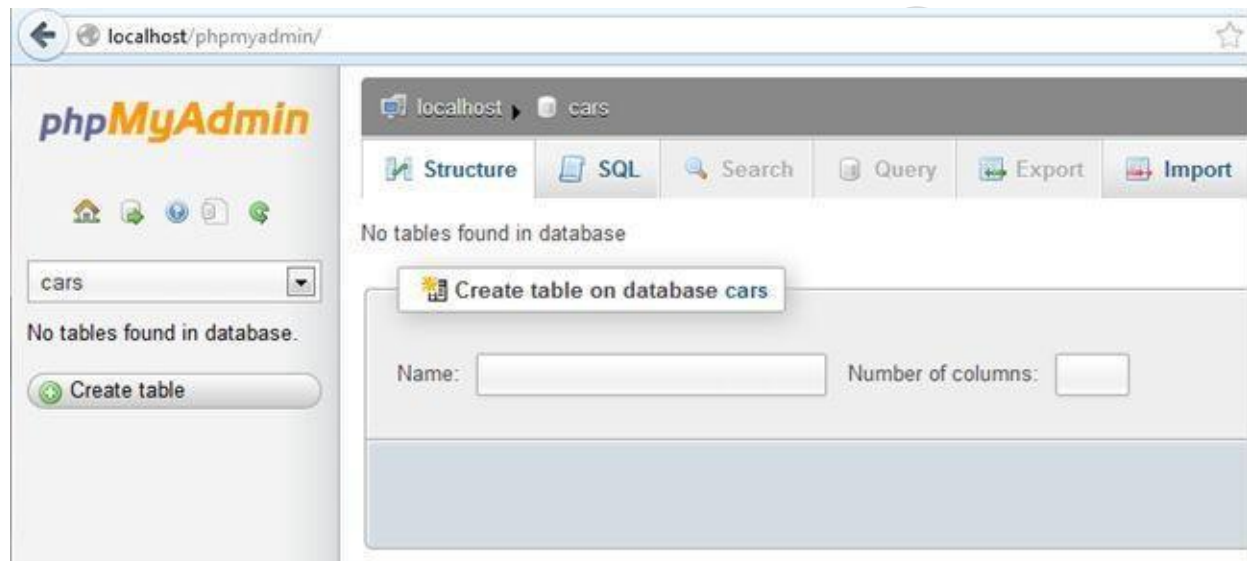 localhost/phpmyadmin/
phpMyAdmin
cars
No tables found in database.
Create table
localhost cars
Structure SQL Search Query Export Import
No tables found in database
Create table on database cars
Name: Number of columns: